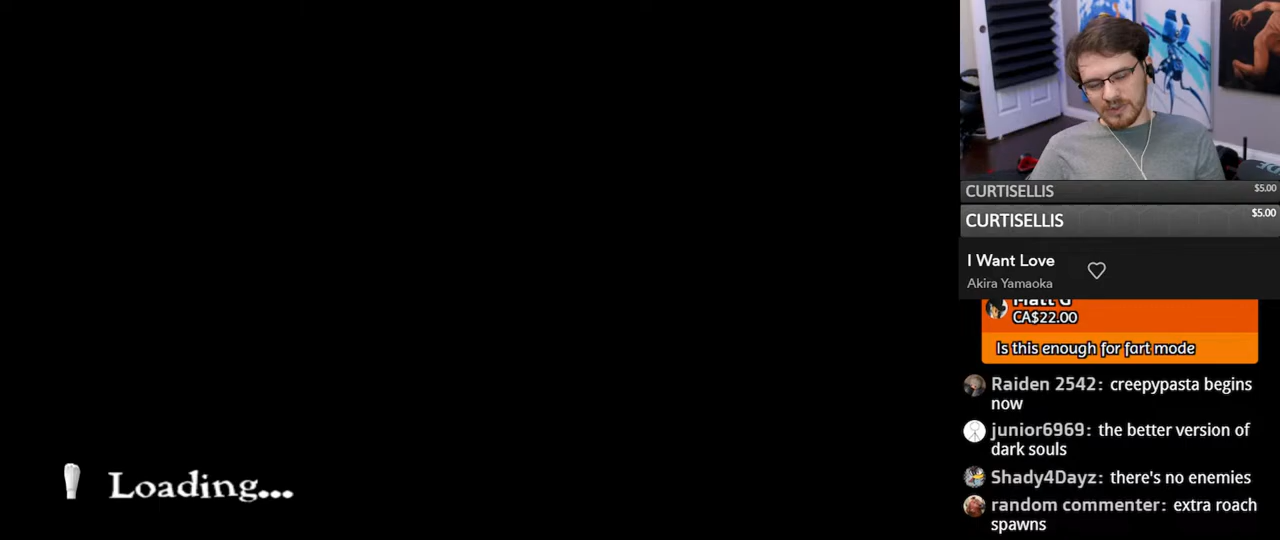 CURTISELLIS $5.00
CURTISELLIS $5.00
I Want Love
Akira Yamaoka
Matt G
CA$22.00
Is this enough for fart mode
Raiden 2542: creepypasta begins
now
junior6969: the better version of
dark souls
Shady4Dayz: there's no enemies
random commenter: extra roach
spawns
Loading...